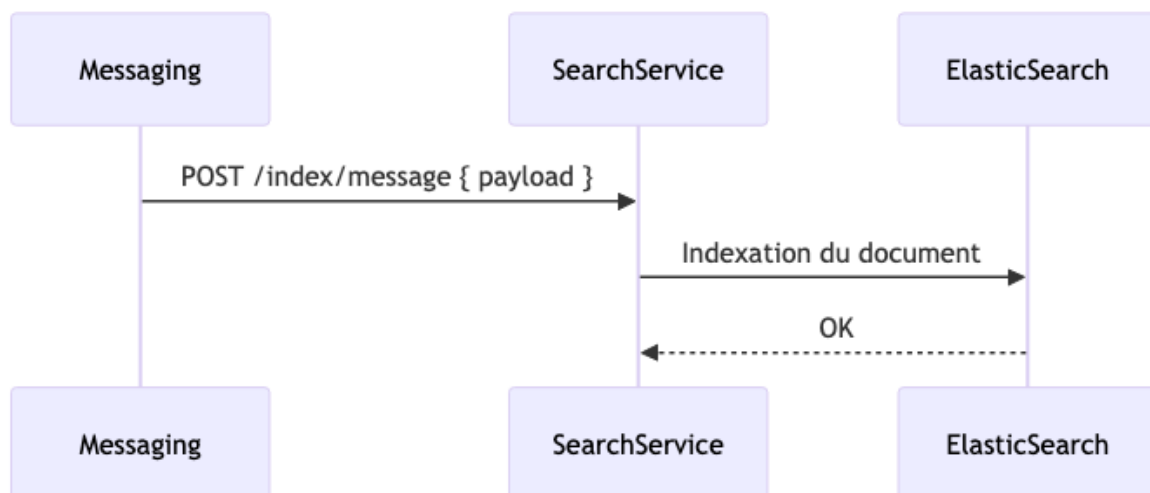 Messaging
SearchService
ElasticSearch
POST /index/message { payload }
Indexation du document
OK
Messaging
SearchService
ElasticSearch